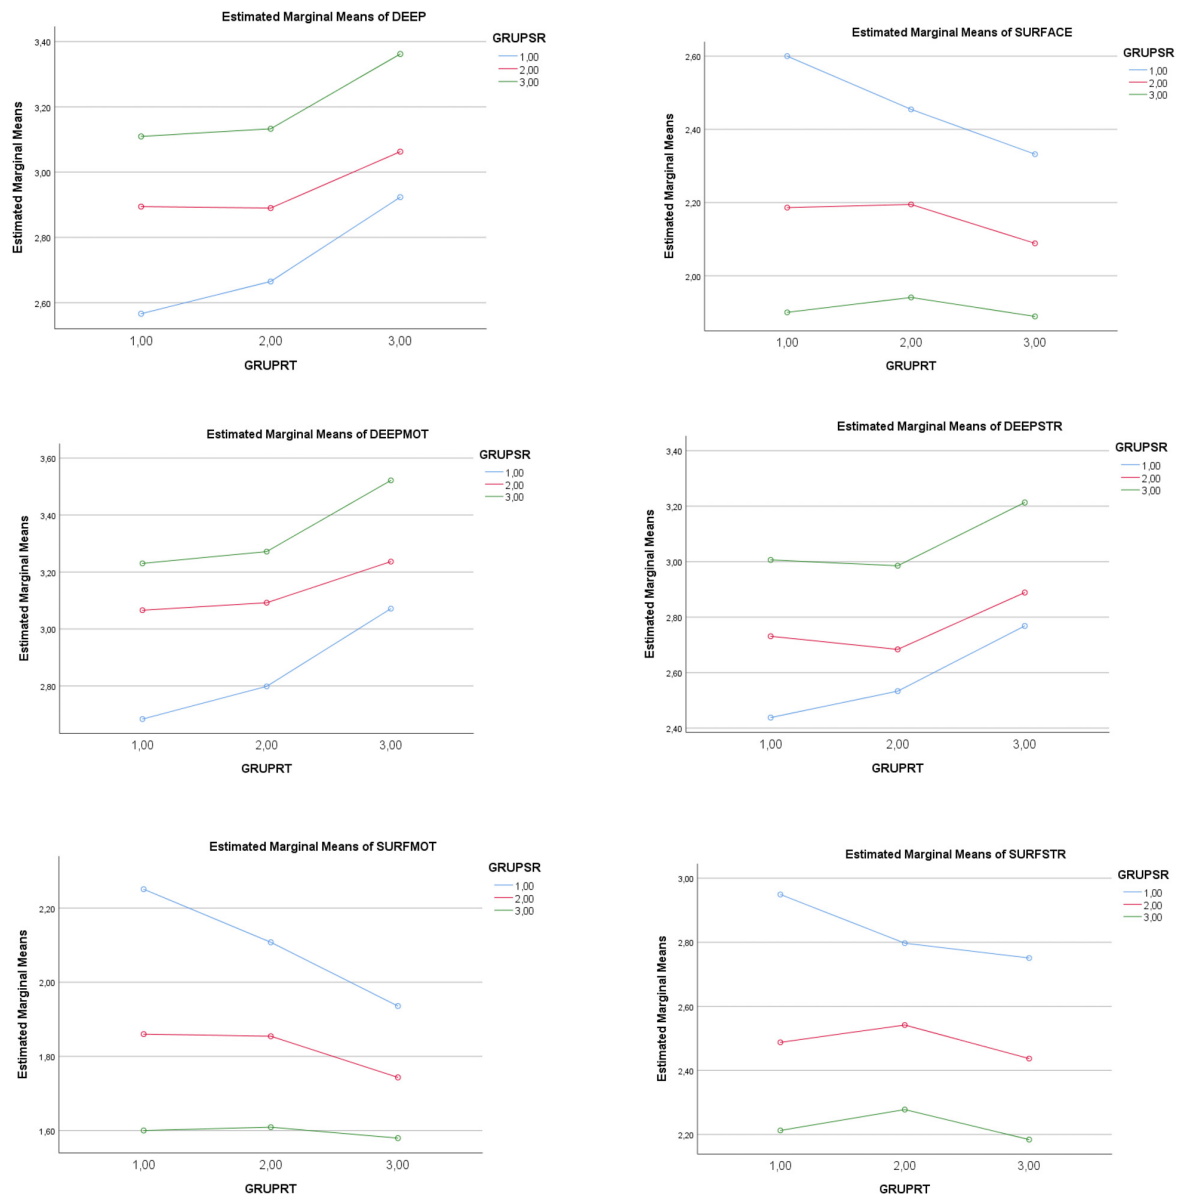 Estimated Marginal Means of DEEP
GRUPSR
1,00
2,00
3,00
Estimated Marginal Means
3,40
3,20
3,00
2,80
2,60
1,00 2,00 3,00
GRUPRT
Estimated Marginal Means of SURFACE
GRUPSR
1,00
2,00
3,00
Estimated Marginal Means
2,60
2,40
2,20
2,00
1,00 2,00 3,00
GRUPRT
Estimated Marginal Means of DEEPMOT
GRUPSR
1,00
2,00
3,00
Estimated Marginal Means
3,60
3,40
3,20
3,00
2,80
1,00 2,00 3,00
GRUPRT
Estimated Marginal Means of DEEPSTR
GRUPSR
1,00
2,00
3,00
Estimated Marginal Means
3,40
3,20
3,00
2,80
2,60
2,40
1,00 2,00 3,00
GRUPRT
Estimated Marginal Means of SURFMOT
GRUPSR
1,00
2,00
3,00
Estimated Marginal Means
2,20
2,00
1,80
1,60
1,00 2,00 3,00
GRUPRT
Estimated Marginal Means of SURFSTR
GRUPSR
1,00
2,00
3,00
Estimated Marginal Means
3,00
2,80
2,60
2,40
2,20
1,00 2,00 3,00
GRUPRT